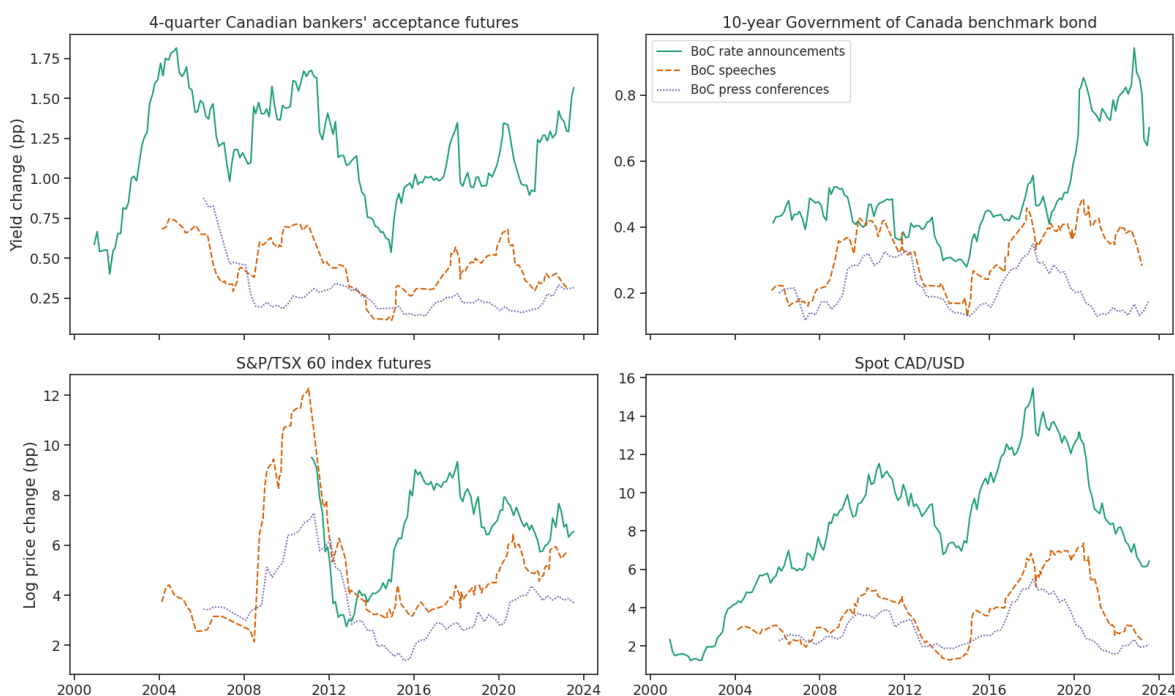 4-quarter Canadian bankers' acceptance futures
10-year Government of Canada benchmark bond
Yield change (pp)
1.75
1.50
1.25
1.00
0.75
0.50
0.25
BoC rate announcements
BoC speeches
BoC press conferences
0.8
0.6
0.4
0.2
S&P/TSX 60 index futures
Spot CAD/USD
Log price change (pp)
12
10
8
6
4
2
16
14
12
10
8
6
4
2
2000 2004 2008 2012 2016 2020 2024
2000 2004 2008 2012 2016 2020 2024